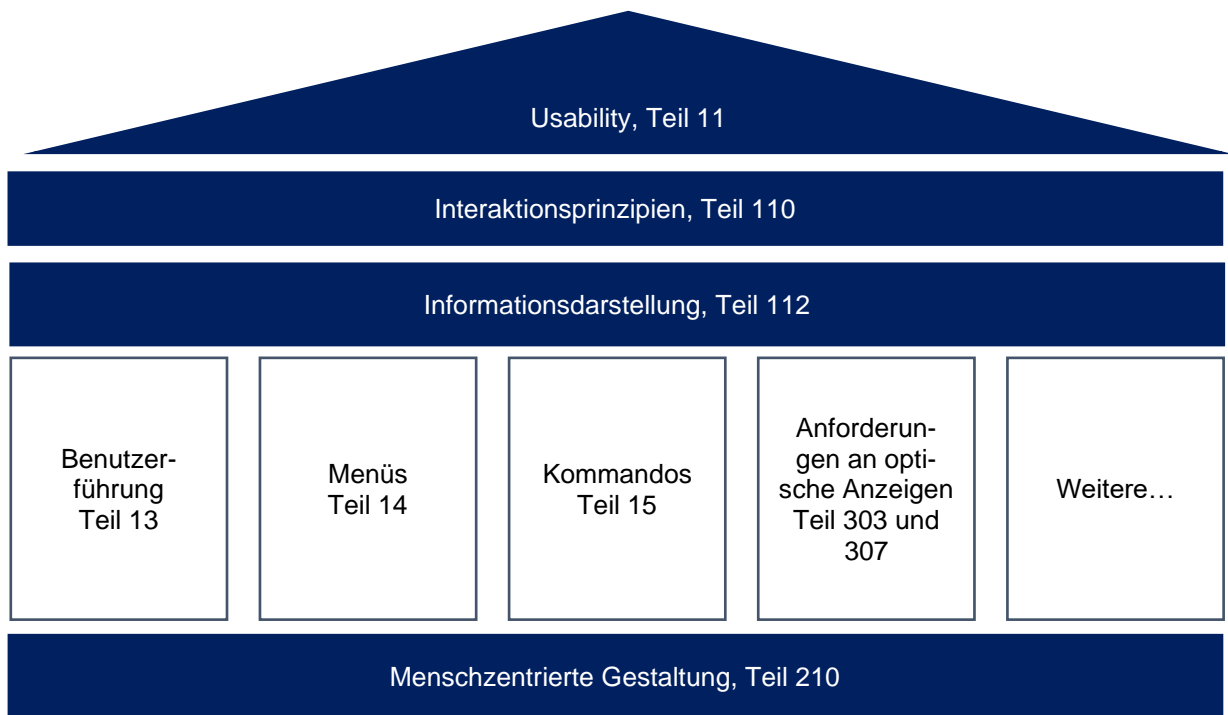 Usability, Teil 11
Interaktionsprinzipien, Teil 110
Informationsdarstellung, Teil 112
Benutzer-
führung
Teil 13
Menüs
Teil 14
Kommandos
Teil 15
Anforderun-
gen an opti-
sche Anzeigen
Teil 303 und
307
Weitere…
Menschzentrierte Gestaltung, Teil 210